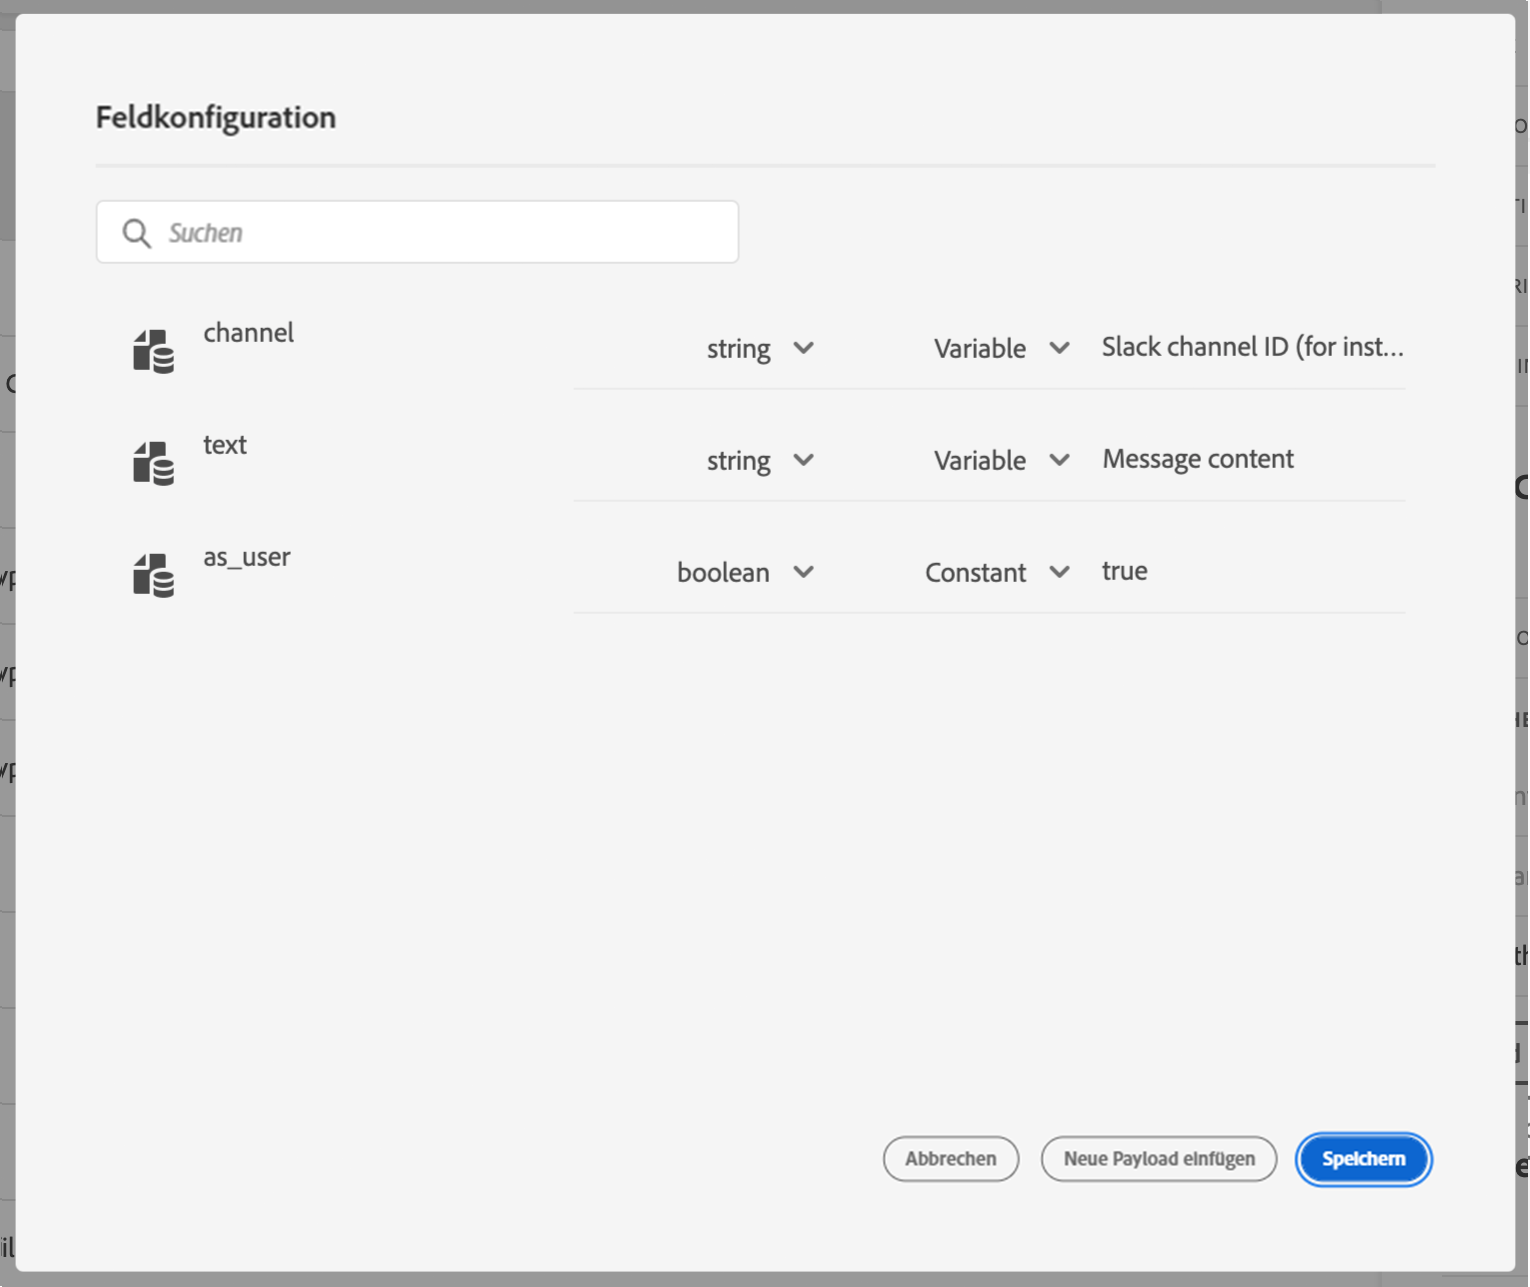 Feldkonfiguration
Suchen
channel
string Variable Slack channel ID (for inst...
text
string Variable Message content
as_user
boolean Constant true
Abbrechen Neue Payload einfügen Speichern